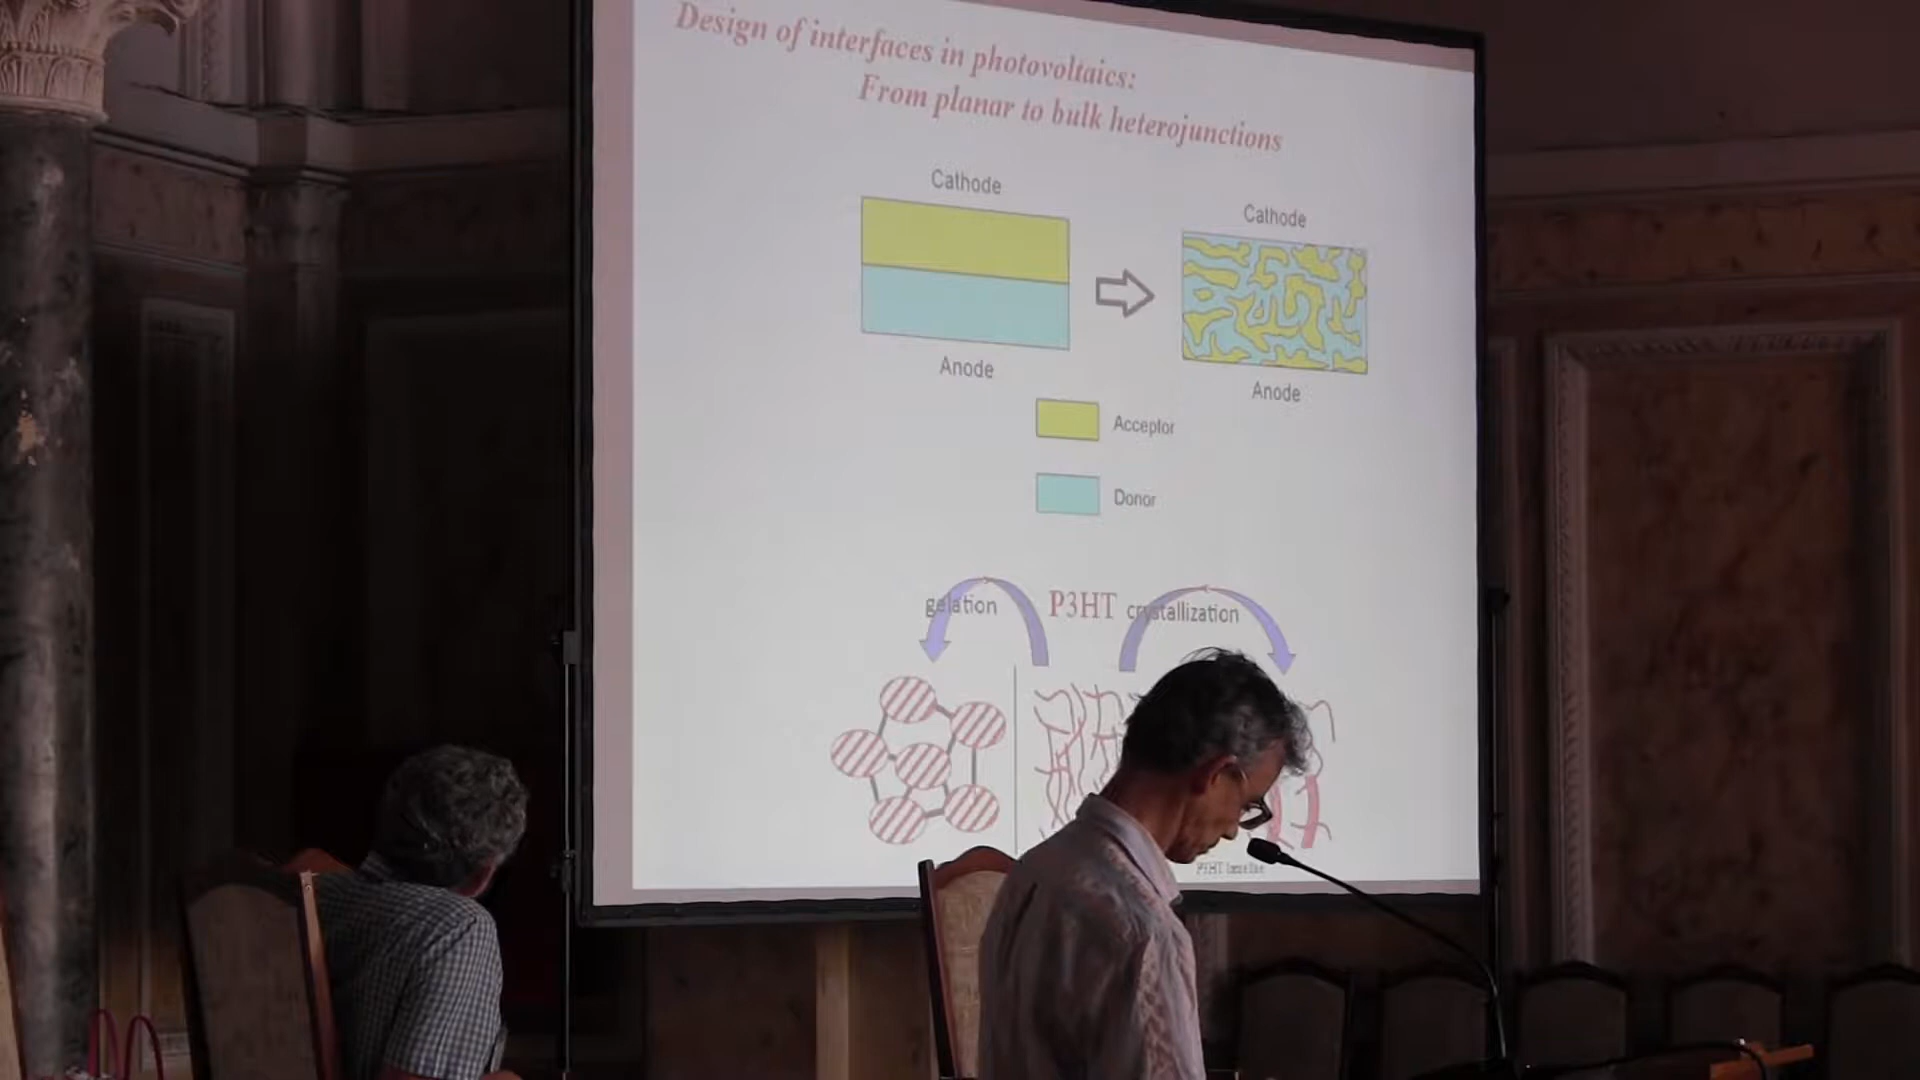 Design of interfaces in photovoltaics:
From planar to bulk heterojunctions
Cathode
Cathode
Anode
Anode
Acceptor
Donor
gelation
P3HT
crystallization
P3HT